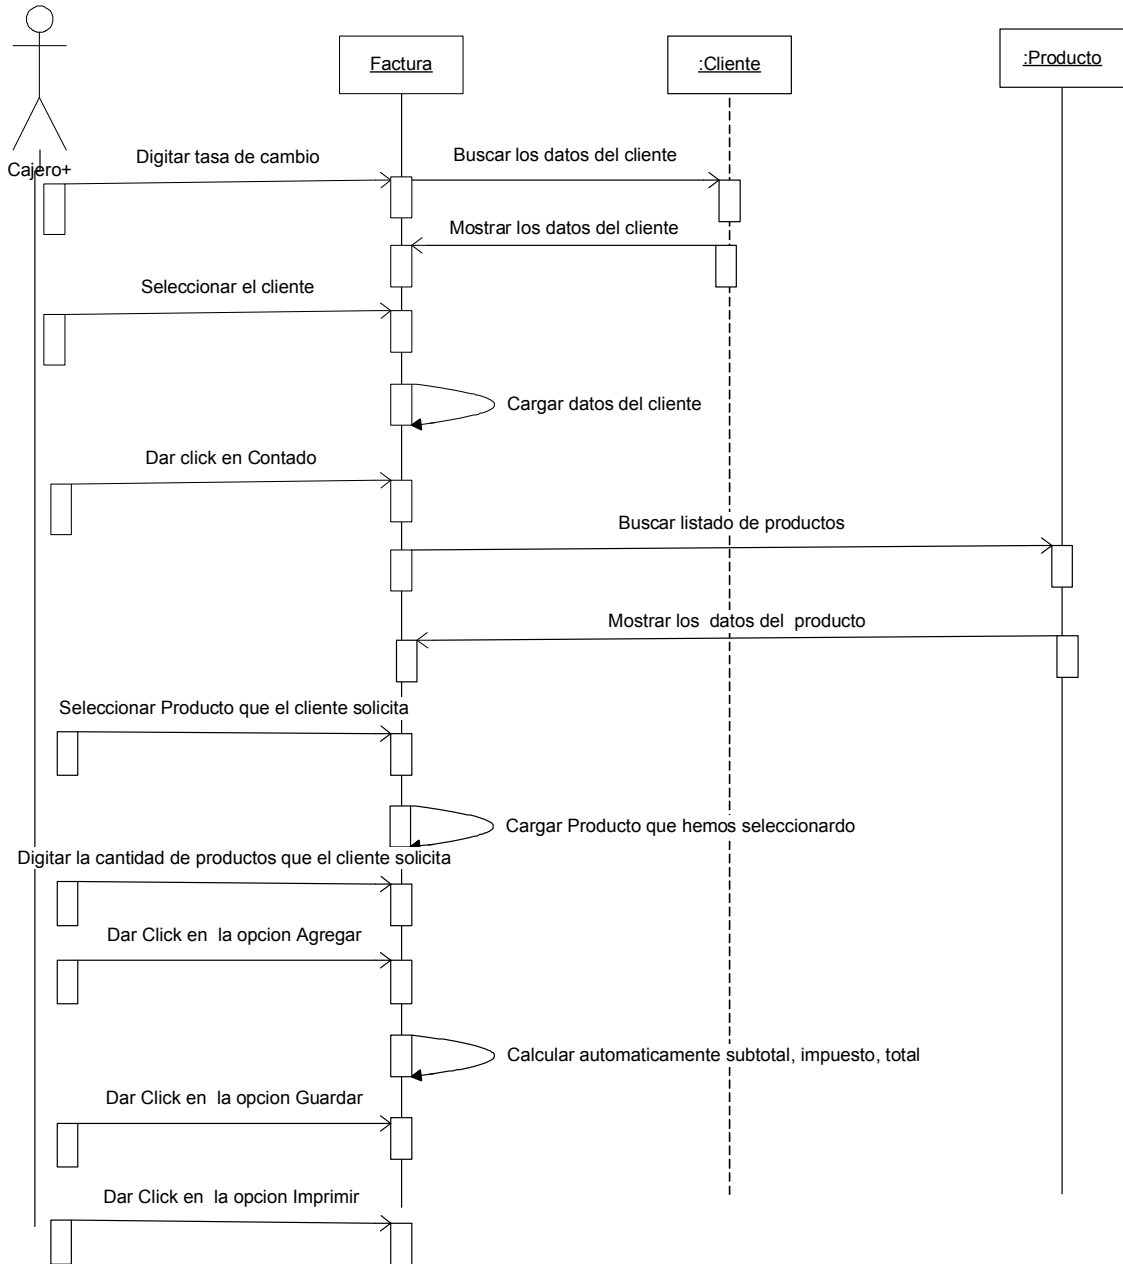 Factura
:Cliente
:Producto
Cajero+
Digitar tasa de cambio
Buscar los datos del cliente
Mostrar los datos del cliente
Seleccionar el cliente
Cargar datos del cliente
Dar click en Contado
Buscar listado de productos
Mostrar los datos del producto
Seleccionar Producto que el cliente solicita
Cargar Producto que hemos seleccionardo
Digitar la cantidad de productos que el cliente solicita
Dar Click en la opcion Agregar
Calcular automaticamente subtotal, impuesto, total
Dar Click en la opcion Guardar
Dar Click en la opcion Imprimir